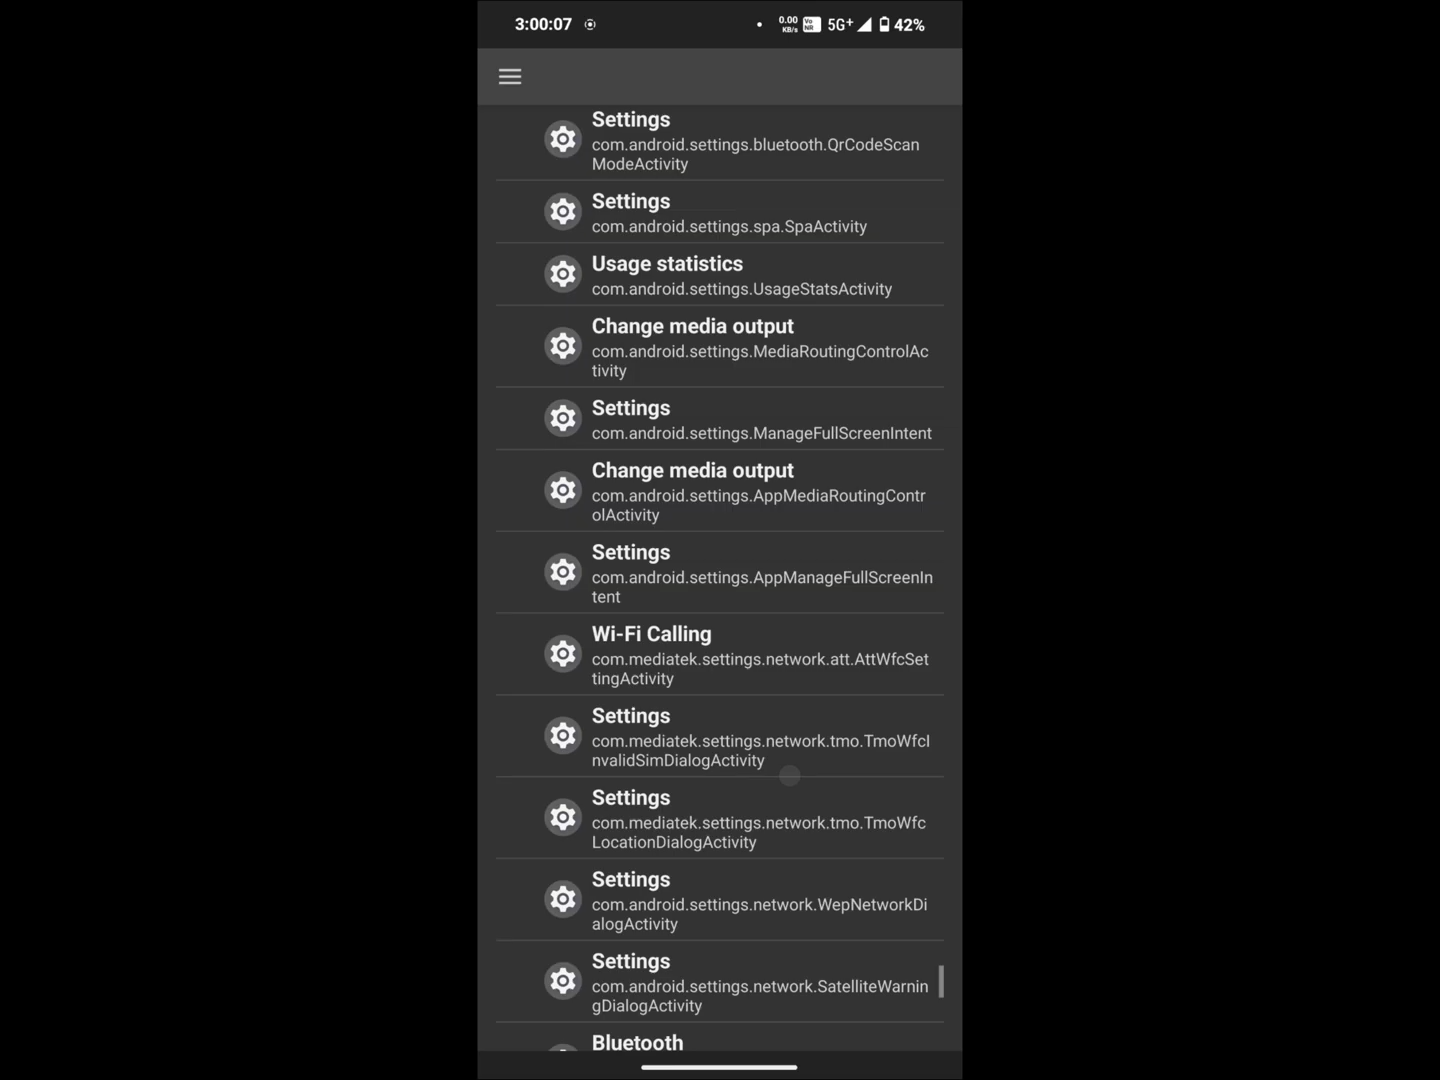 3:00:07
0.00
KB/s
Vo
NR
5G+
42%
Settings
com.android.settings.bluetooth.QrCodeScan
ModeActivity
Settings
com.android.settings.spa.SpaActivity
Usage statistics
com.android.settings.UsageStatsActivity
Change media output
com.android.settings.MediaRoutingControlAc
tivity
Settings
com.android.settings.ManageFullScreenIntent
Change media output
com.android.settings.AppMediaRoutingContr
olActivity
Settings
com.android.settings.AppManageFullScreenIn
tent
Wi-Fi Calling
com.mediatek.settings.network.att.AttWfcSet
tingActivity
Settings
com.mediatek.settings.network.tmo.TmoWfcI
nvalidSimDialogActivity
Settings
com.mediatek.settings.network.tmo.TmoWfc
LocationDialogActivity
Settings
com.android.settings.network.WepNetworkDi
alogActivity
Settings
com.android.settings.network.SatelliteWarnin
gDialogActivity
Bluetooth